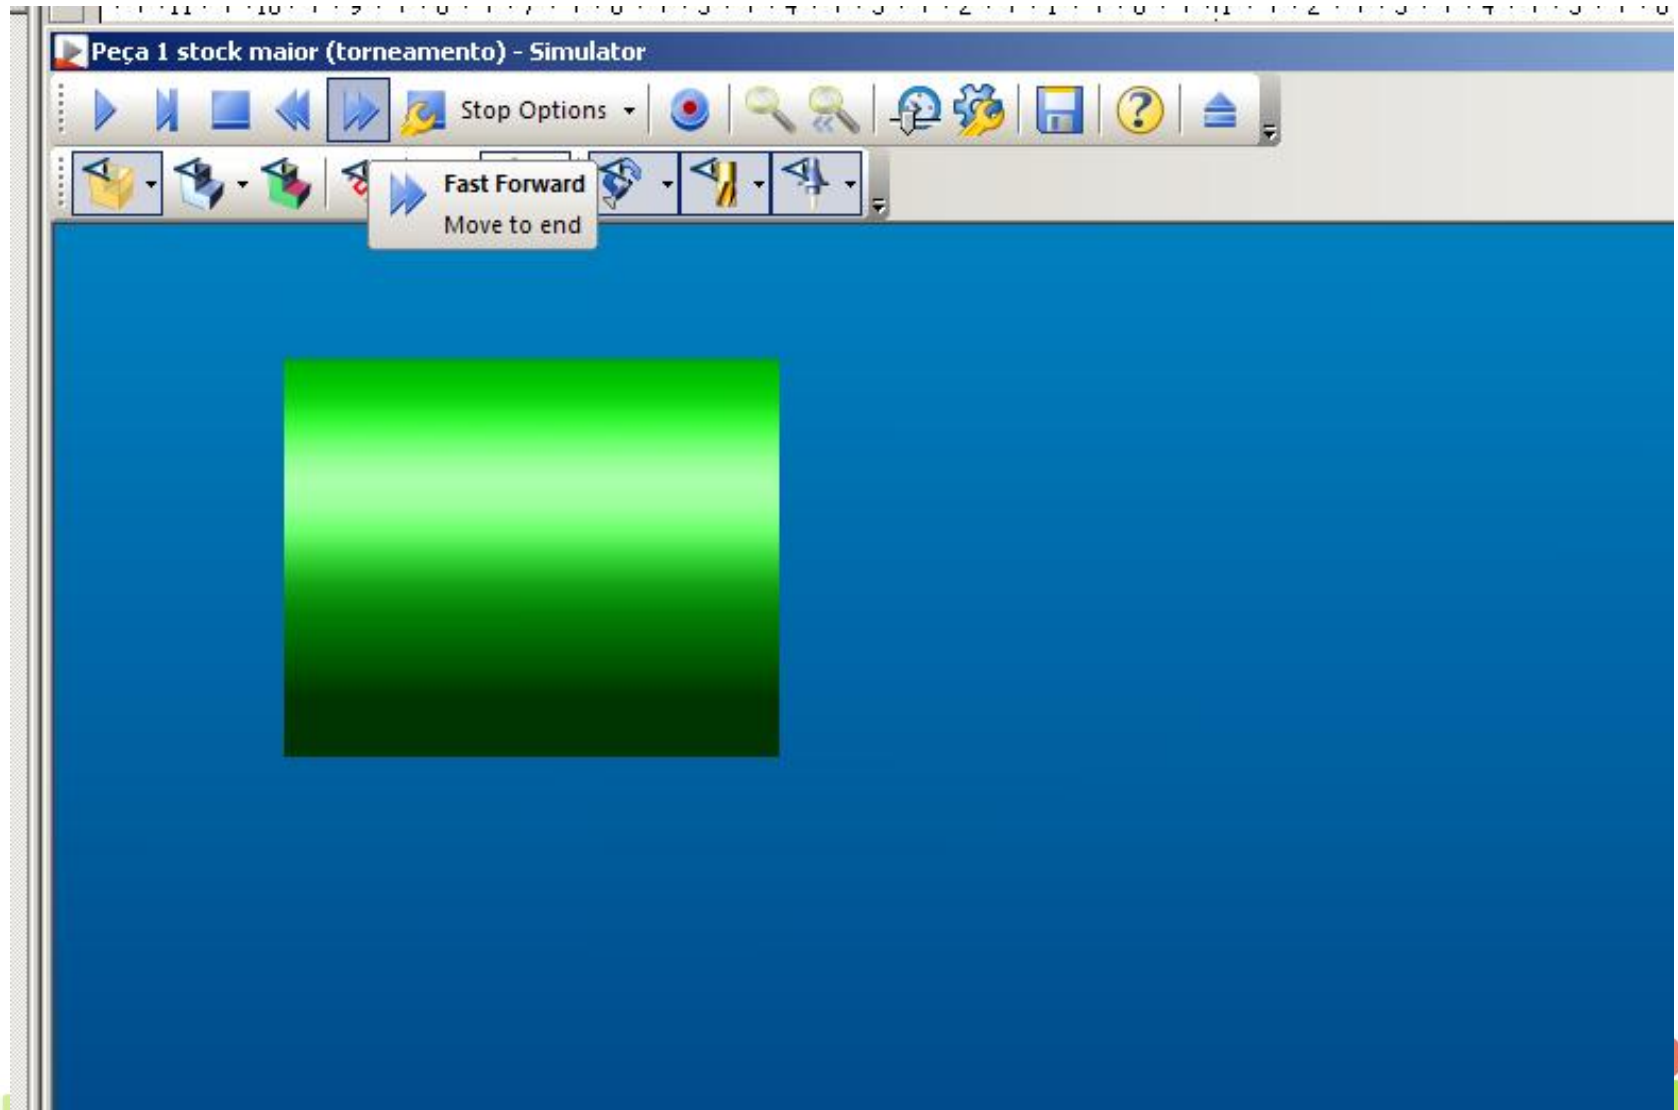 Peça 1 stock maior (torneamento) - Simulator
Stop Options
?
Fast Forward
Move to end